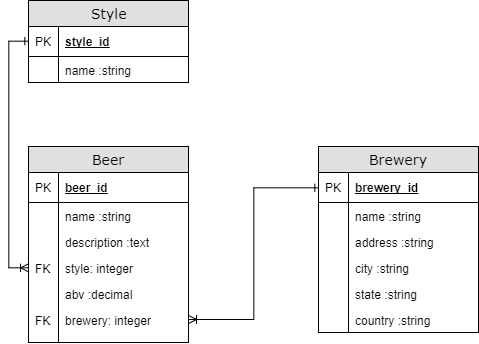 Style
PK style_id
name :string
Beer
PK beer_id
name :string
description :text
FK style: integer
abv :decimal
FK brewery: integer
Brewery
PK brewery_id
name :string
address :string
city :string
state :string
country :string